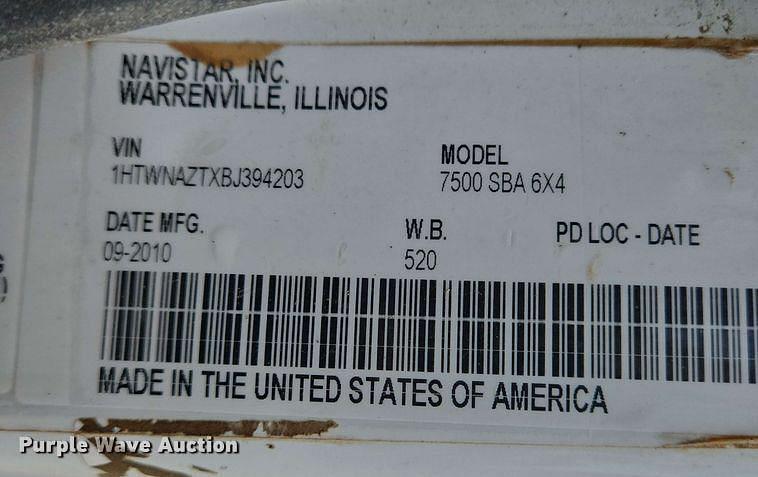 NAVISTAR, INC.
WARRENVILLE, ILLINOIS
VIN
1HTWNAZTXBJ394203
MODEL
7500 SBA 6X4
DATE MFG.
09-2010
W.B.
520
PD LOC - DATE
MADE IN THE UNITED STATES OF AMERICA
Purple Wave Auction